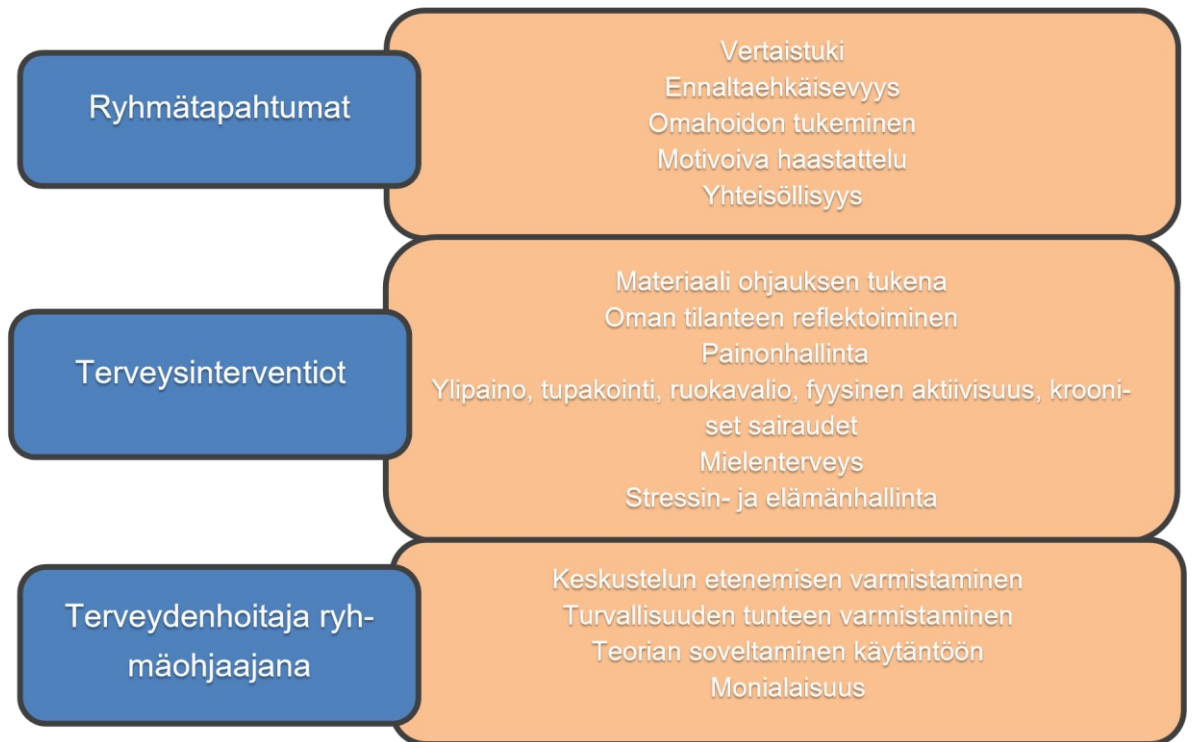 Ryhmätapahtumat
Vertaistuki
Ennaltaehkäisevyys
Omahoidon tukeminen
Motivoiva haastattelu
Yhteisöllisyys
Terveysinterventiot
Materiaali ohjauksen tukena
Oman tilanteen reflektoiminen
Painonhallinta
Ylipaino, tupakointi, ruokavalio, fyysinen aktiivisuus, krooni-
set sairaudet
Mielenterveys
Stressin- ja elämänhallinta
Terveydenhoitaja ryh-
mäohjaajana
Keskustelun etenemisen varmistaminen
Turvallisuuden tunteen varmistaminen
Teorian soveltaminen käytäntöön
Monialaisuus